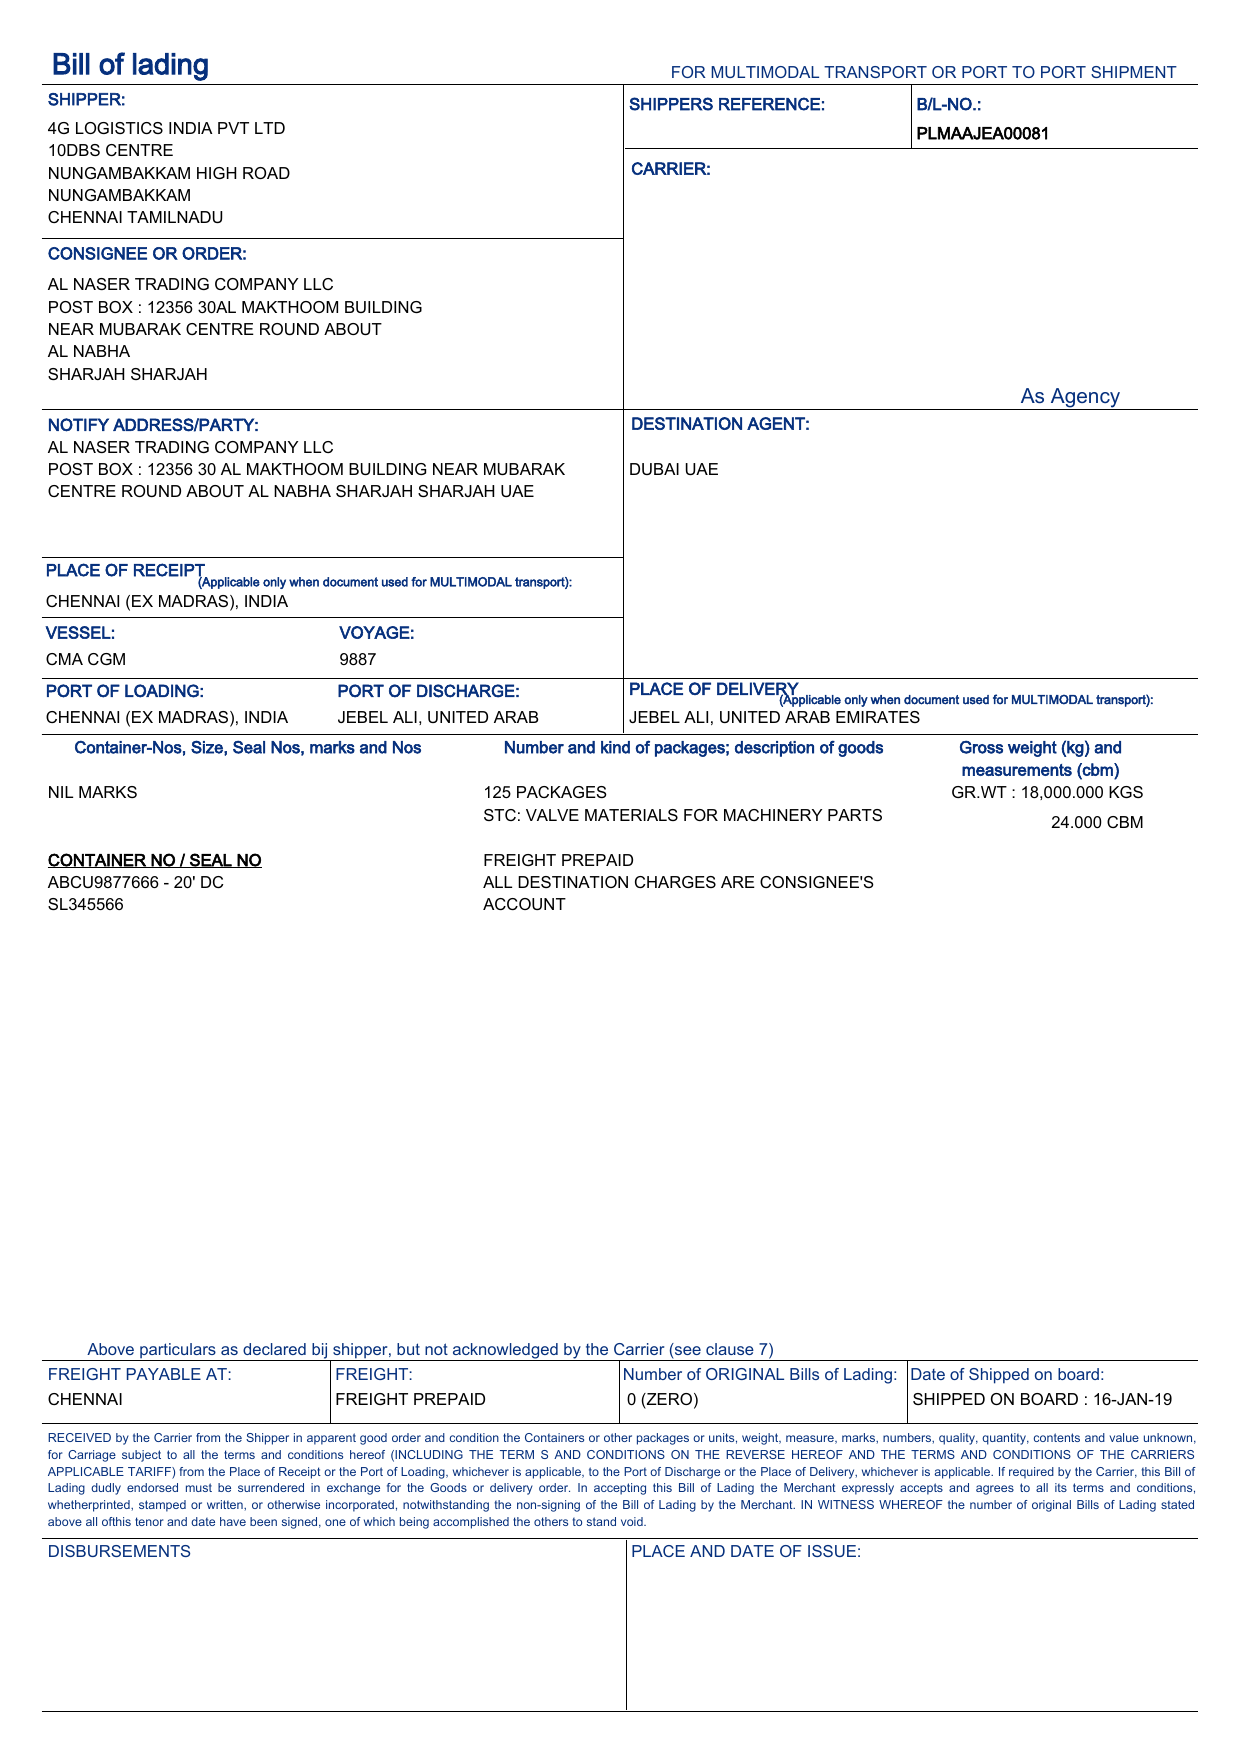 Bill of lading
FOR MULTIMODAL TRANSPORT OR PORT TO PORT SHIPMENT
SHIPPER:
4G LOGISTICS INDIA PVT LTD
10DBS CENTRE
NUNGAMBAKKAM HIGH ROAD
NUNGAMBAKKAM
CHENNAI TAMILNADU
SHIPPERS REFERENCE:
B/L-NO.:
PLMAAJEA00081
CARRIER:
As Agency
CONSIGNEE OR ORDER:
AL NASER TRADING COMPANY LLC
POST BOX : 12356 30AL MAKTHOOM BUILDING
NEAR MUBARAK CENTRE ROUND ABOUT
AL NABHA
SHARJAH SHARJAH
NOTIFY ADDRESS/PARTY:
AL NASER TRADING COMPANY LLC
POST BOX : 12356 30 AL MAKTHOOM BUILDING NEAR MUBARAK
CENTRE ROUND ABOUT AL NABHA SHARJAH SHARJAH UAE
DESTINATION AGENT:
DUBAI UAE
PLACE OF RECEIPT
(Applicable only when document used for MULTIMODAL transport):
CHENNAI (EX MADRAS), INDIA
VESSEL:
CMA CGM
VOYAGE:
9887
PORT OF LOADING:
CHENNAI (EX MADRAS), INDIA
PORT OF DISCHARGE:
JEBEL ALI, UNITED ARAB
PLACE OF DELIVERY
(Applicable only when document used for MULTIMODAL transport):
JEBEL ALI, UNITED ARAB EMIRATES
Container-Nos, Size, Seal Nos, marks and Nos
Number and kind of packages; description of goods
Gross weight (kg) and
measurements (cbm)
NIL MARKS
125 PACKAGES
GR.WT : 18,000.000 KGS
STC: VALVE MATERIALS FOR MACHINERY PARTS
24.000 CBM
CONTAINER NO / SEAL NO
ABCU9877666 - 20' DC
SL345566
FREIGHT PREPAID
ALL DESTINATION CHARGES ARE CONSIGNEE'S
ACCOUNT
Above particulars as declared bij shipper, but not acknowledged by the Carrier (see clause 7)
FREIGHT PAYABLE AT:
CHENNAI
FREIGHT:
FREIGHT PREPAID
Number of ORIGINAL Bills of Lading:
0 (ZERO)
Date of Shipped on board:
SHIPPED ON BOARD : 16-JAN-19
RECEIVED by the Carrier from the Shipper in apparent good order and condition the Containers or other packages or units, weight, measure, marks, numbers, quality, quantity, contents and value unknown,
for Carriage subject to all the terms and conditions hereof (INCLUDING THE TERM S AND CONDITIONS ON THE REVERSE HEREOF AND THE TERMS AND CONDITIONS OF THE CARRIERS
APPLICABLE TARIFF) from the Place of Receipt or the Port of Loading, whichever is applicable, to the Port of Discharge or the Place of Delivery, whichever is applicable. If required by the Carrier, this Bill of
Lading dudly endorsed must be surrendered in exchange for the Goods or delivery order. In accepting this Bill of Lading the Merchant expressly accepts and agrees to all its terms and conditions,
whetherprinted, stamped or written, or otherwise incorporated, notwithstanding the non-signing of the Bill of Lading by the Merchant. IN WITNESS WHEREOF the number of original Bills of Lading stated
above all ofthis tenor and date have been signed, one of which being accomplished the others to stand void.
DISBURSEMENTS
PLACE AND DATE OF ISSUE: